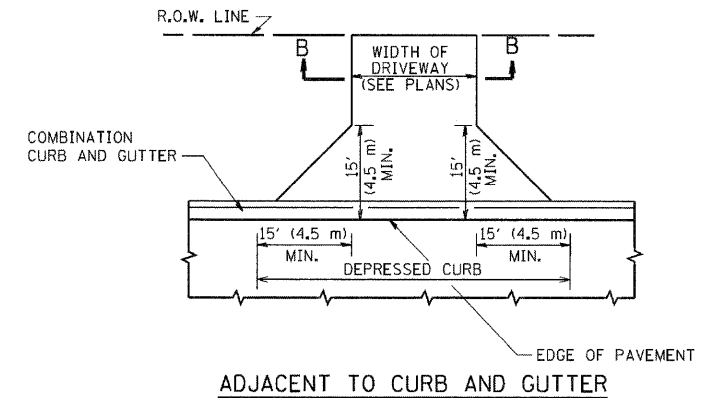 R.O.W. LINE
B
B
WIDTH OF
DRIVEWAY
(SEE PLANS)
COMBINATION
CURB AND GUTTER
15'
(4.5 m)
MIN.
15'
(4.5 m)
MIN.
15' (4.5 m)
MIN.
15' (4.5 m)
MIN.
DEPRESSED CURB
EDGE OF PAVEMENT
ADJACENT TO CURB AND GUTTER